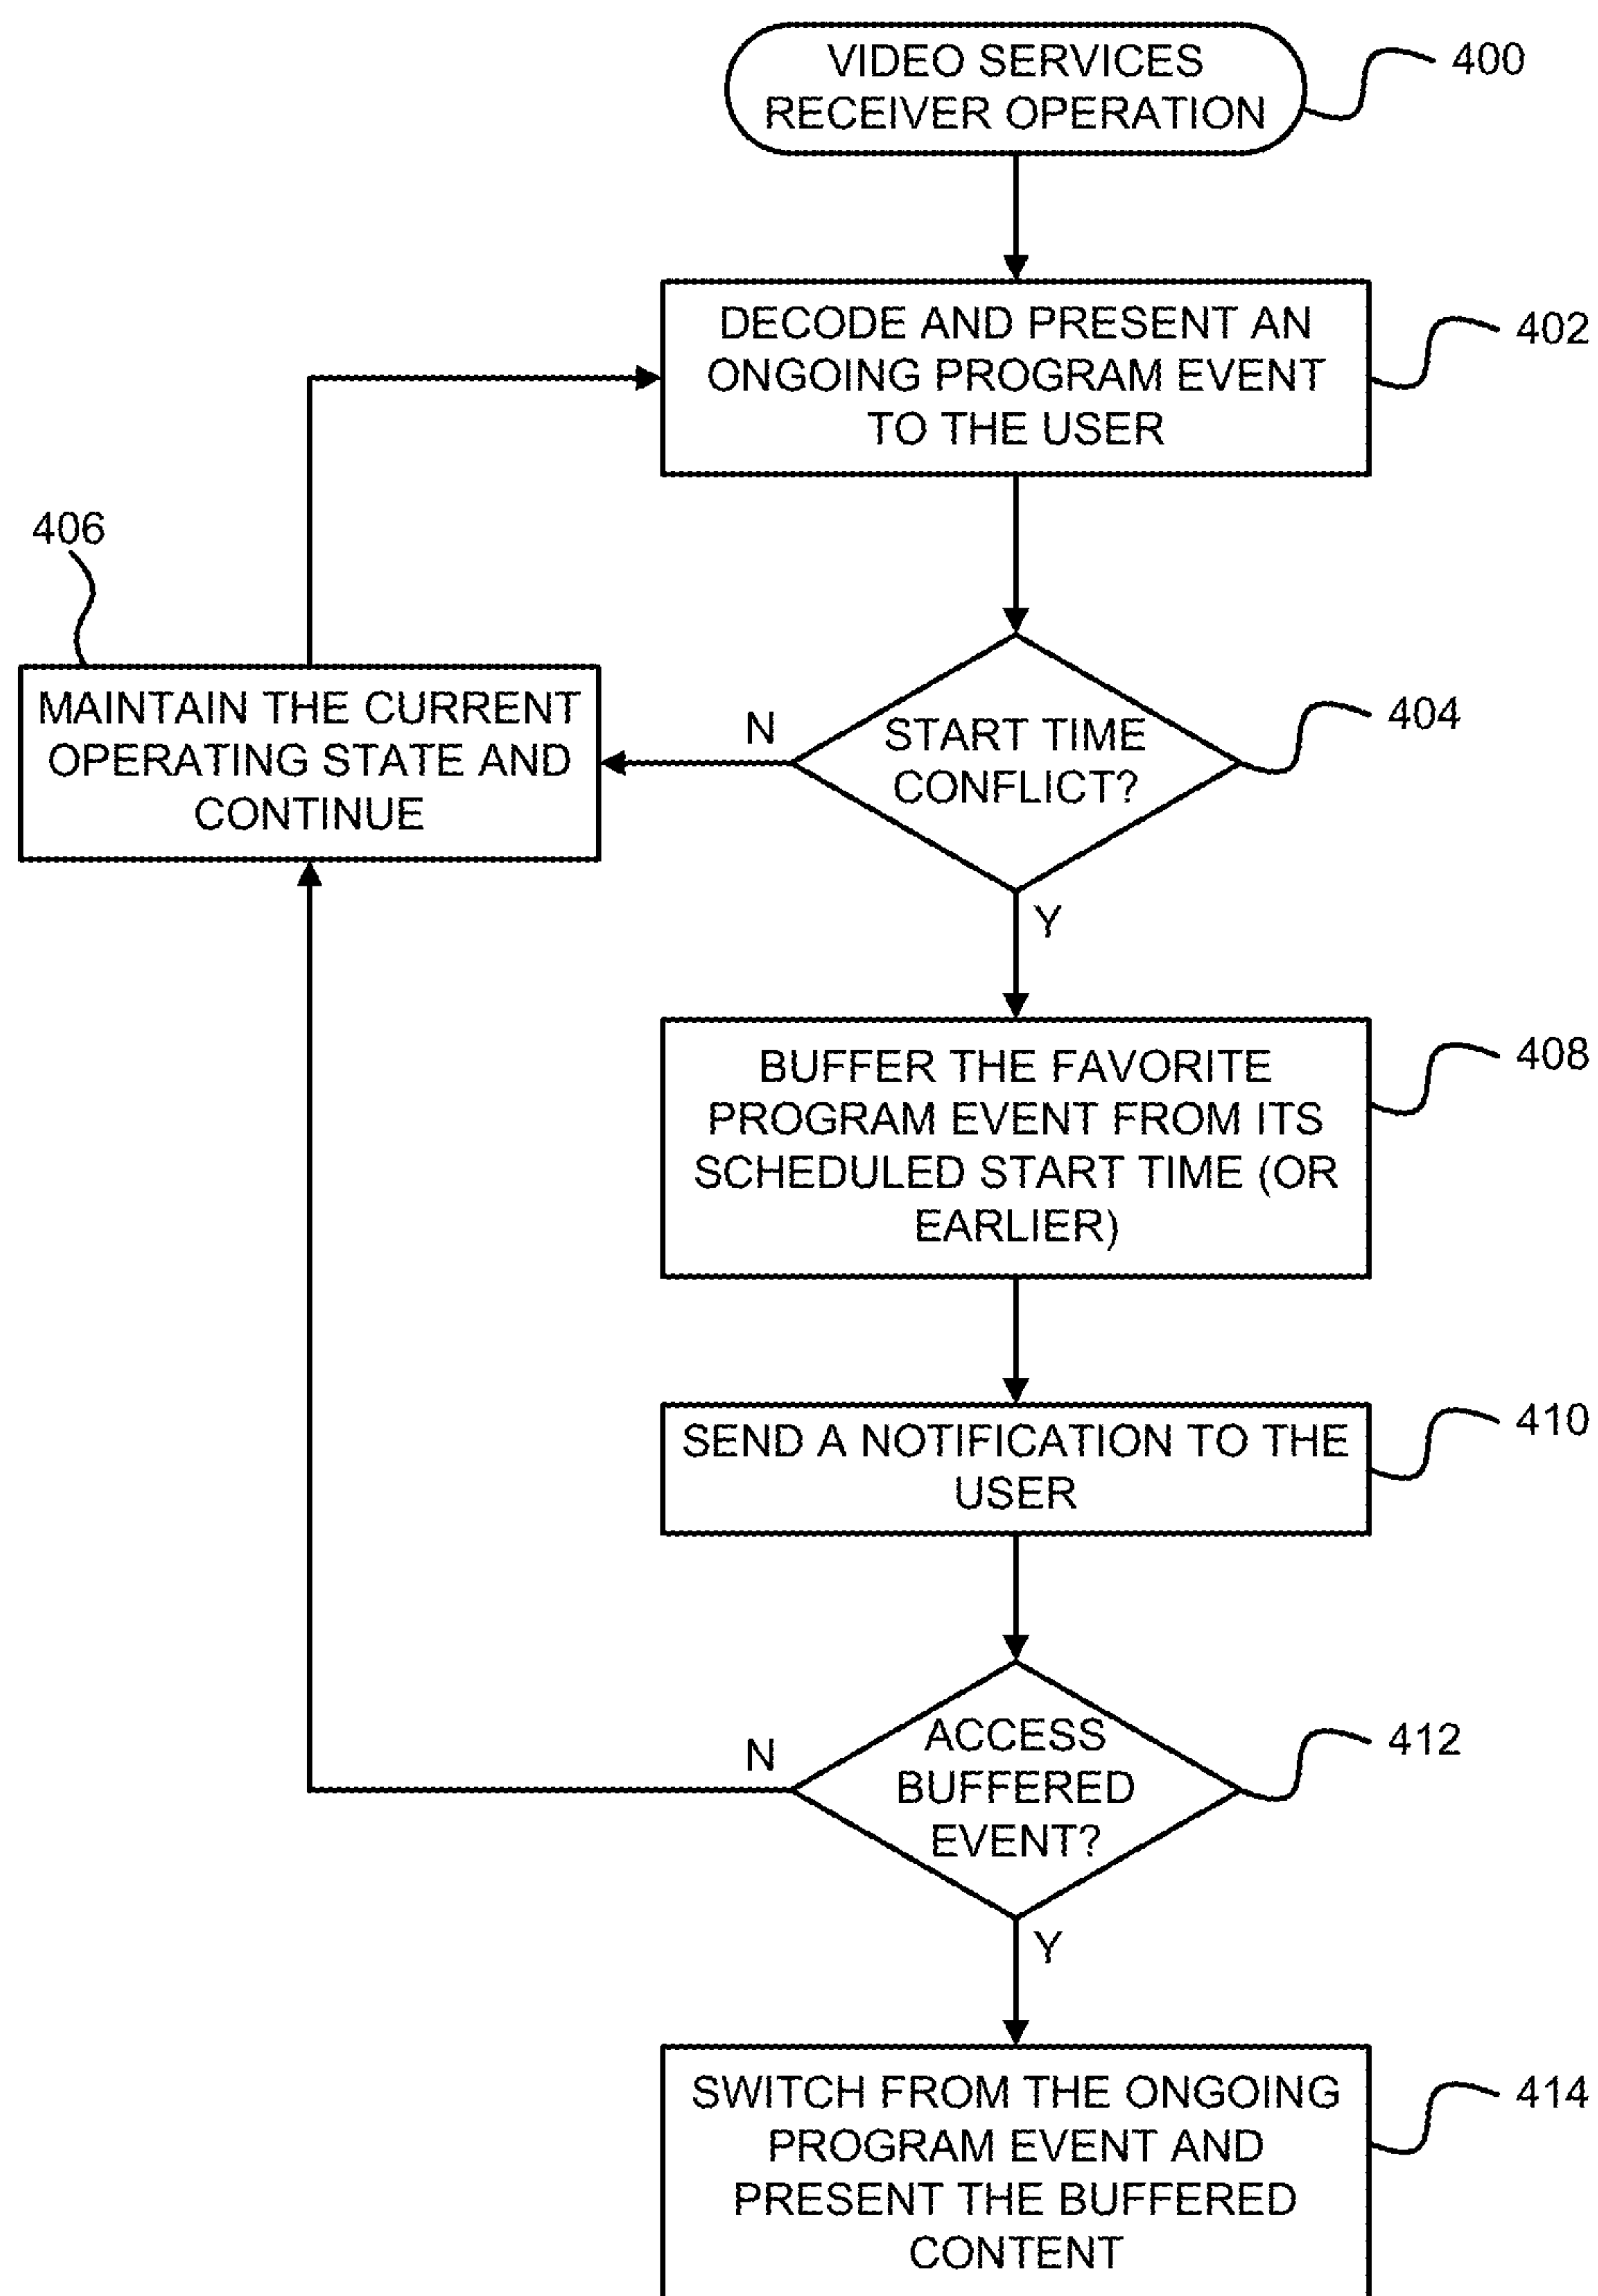 VIDEO SERVICES
RECEIVER OPERATION
400
DECODE AND PRESENT AN
ONGOING PROGRAM EVENT
TO THE USER
402
406
MAINTAIN THE CURRENT
OPERATING STATE AND
CONTINUE
N
START TIME
CONFLICT?
404
Y
BUFFER THE FAVORITE
PROGRAM EVENT FROM ITS
SCHEDULED START TIME (OR
EARLIER)
408
SEND A NOTIFICATION TO THE
USER
410
N
ACCESS
BUFFERED
EVENT?
412
Y
SWITCH FROM THE ONGOING
PROGRAM EVENT AND
PRESENT THE BUFFERED
CONTENT
414